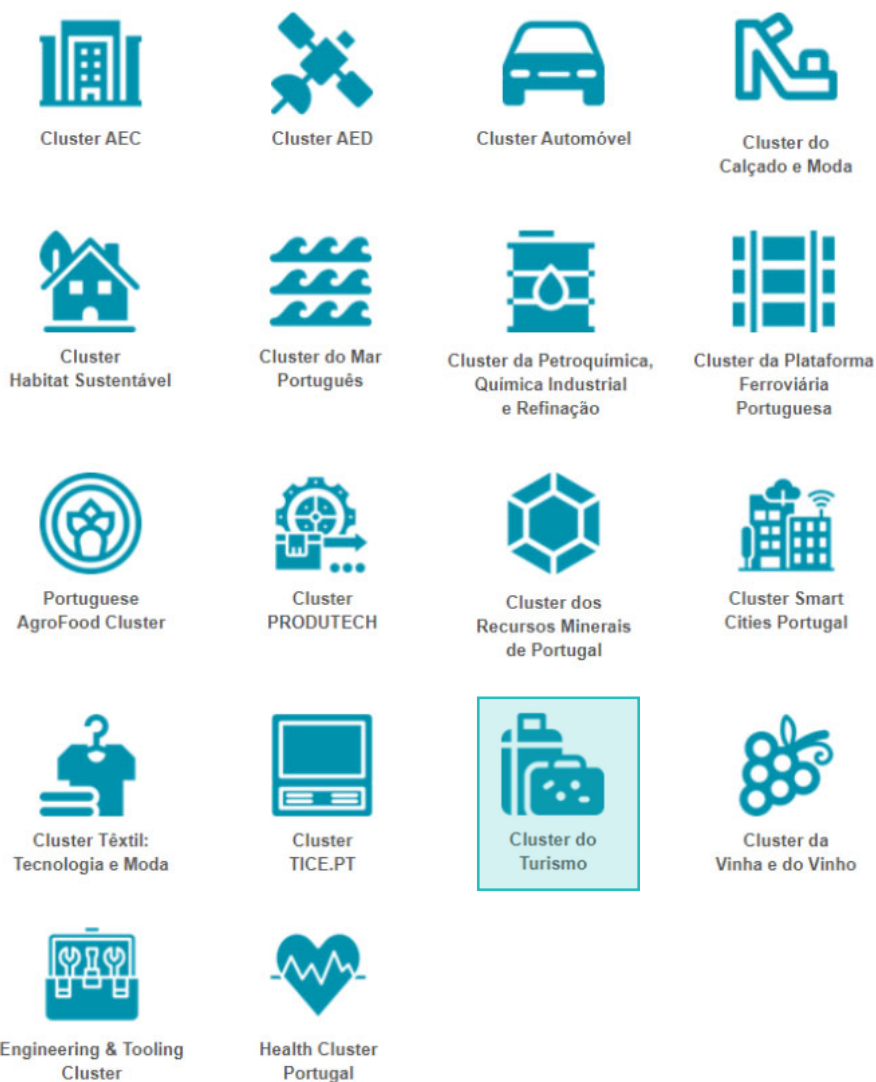 Cluster AEC
Cluster AED
Cluster Automóvel
Cluster do
Calçado e Moda
Cluster
Habitat Sustentável
Cluster do Mar
Português
Cluster da Petroquímica,
Química Industrial
e Refinação
Cluster da Plataforma
Ferroviária
Portuguesa
Portuguese
AgroFood Cluster
Cluster
PRODUTECH
Cluster dos
Recursos Minerais
de Portugal
Cluster Smart
Cities Portugal
Cluster Têxtil:
Tecnologia e Moda
Cluster
TICE.PT
Cluster do
Turismo
Cluster da
Vinha e do Vinho
Engineering & Tooling
Cluster
Health Cluster
Portugal